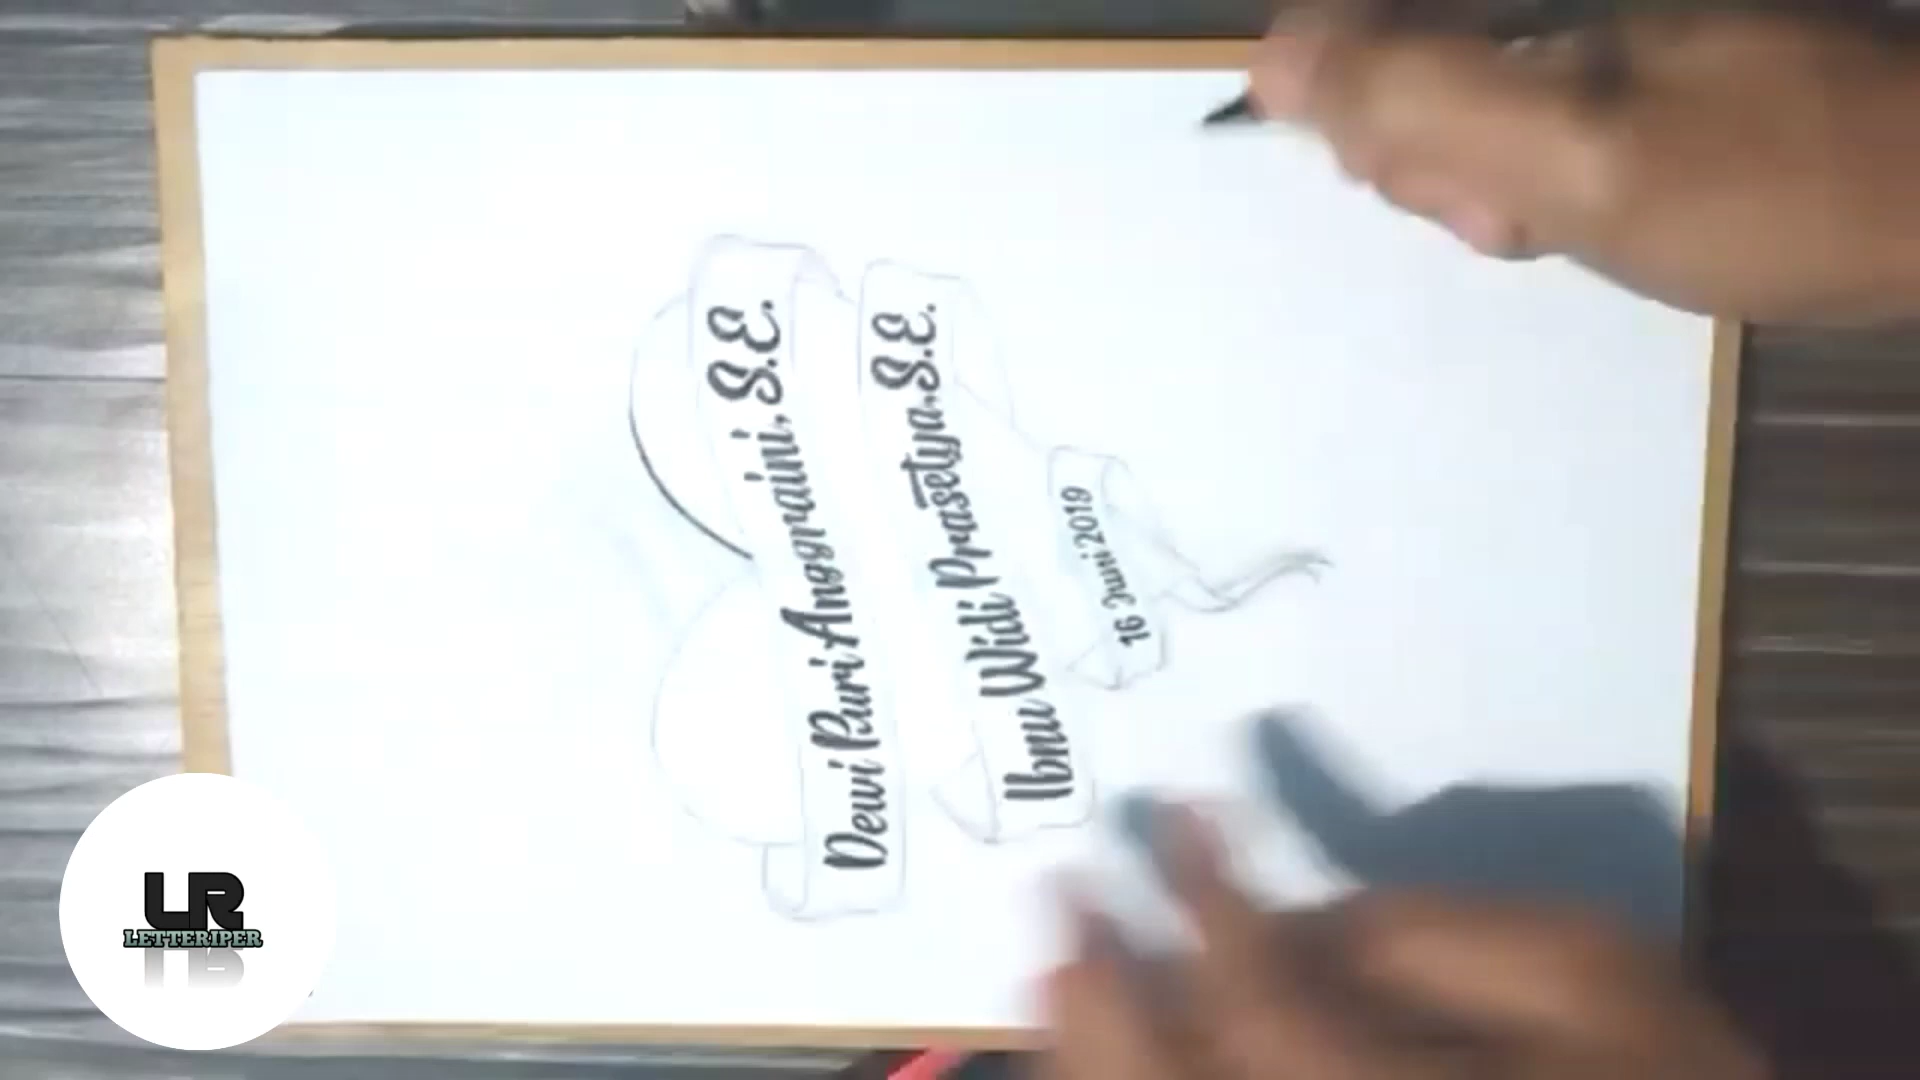 Dewi Puri Anggraini, S.E.
Ibnu Widi Prasetya, S.E.
16 Juni 2019
LR
LETTERIPER